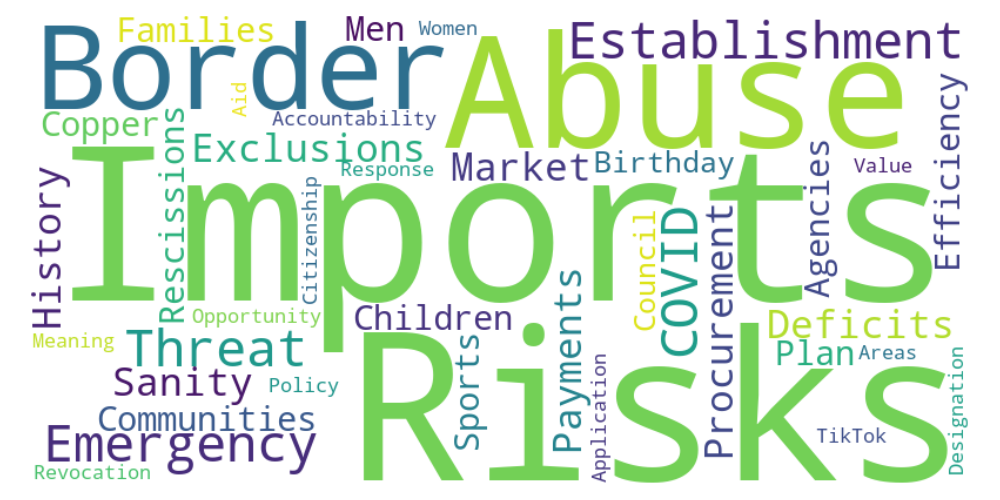 Families
Men
Women
Border
Abuse
Establishment
Aid
Copper
Accountability
Rescissions
Exclusions
Market
Birthday
Value
Efficiency
Response
Imports
History
Citizenship
Agencies
Council
COVID
Procurement
Opportunity
Children
Payments
Deficits
Meaning
Threat
Risks
Sports
Plan
Areas
Sanity
Policy
Application
Designation
Communities
TikTok
Emergency
Revocation